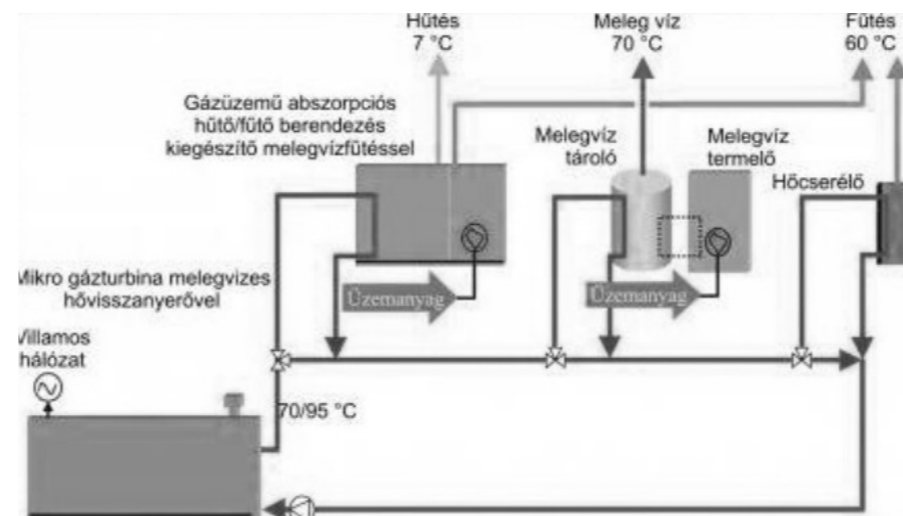 Hűtés
7 °C
Meleg víz
70 °C
Fűtés
60 °C
Gázüzemű abszorpciós
hűtő/fűtő berendezés
kiegészítő melegvízfűtéssel
Melegvíz
tároló
Melegvíz
termelő
Hőcserélő
Üzemanyag
Üzemanyag
Mikro gázturbina melegvizes
hővisszanyerővel
Villamos
hálózat
70/95 °C